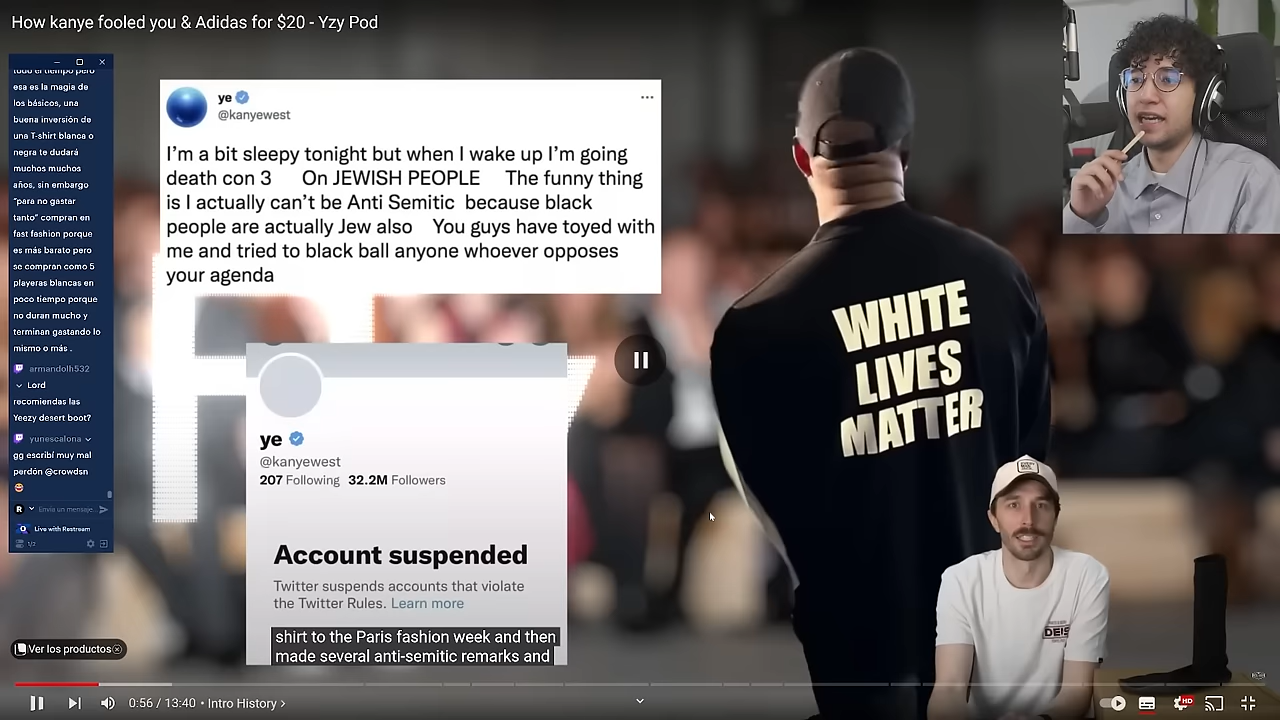 How kanye fooled you & Adidas for $20 - Yzy Pod
todo el tiempo pero
esa es la magia de
los básicos, una
buena inversión de
una T-shirt blanca o
negra te dudará
muchos muchos
años, sin embargo
"para no gastar
tanto" compran en
fast fashion porque
es más barato pero
se compran como 5
playeras blancas en
poco tiempo porque
no duran mucho y
terminan gastando lo
mismo o más .
armandolh532
Lord
recomiendas las
Yeezy desert boot?
yunescalona
gg escribí muy mal
perdón @crowdsn
R
Envía un mensaje...
Live with Restream
1/2
ye
@kanyewest
I'm a bit sleepy tonight but when I wake up I'm going
death con 3 On JEWISH PEOPLE The funny thing
is I actually can't be Anti Semitic because black
people are actually Jew also You guys have toyed with
me and tried to black ball anyone whoever opposes
your agenda
ye
@kanyewest
207 Following 32.2M Followers
Account suspended
Twitter suspends accounts that violate
the Twitter Rules. Learn more
shirt to the Paris fashion week and then
made several anti-semitic remarks and
WHITE
LIVES
MATTER
DEIS
Ver los productos
0:56 / 13:40 • Intro History
HD